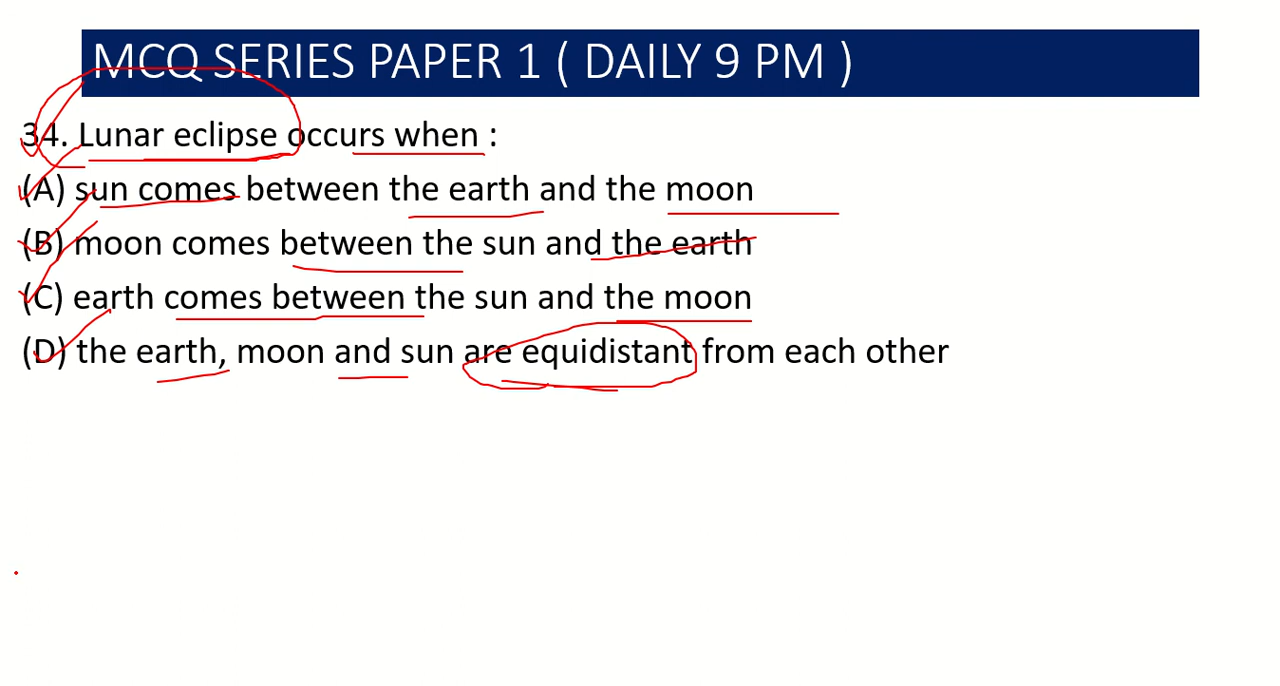 MCQ SERIES PAPER 1 ( DAILY 9 PM )
34. Lunar eclipse occurs when :
(A) sun comes between the earth and the moon
(B) moon comes between the sun and the earth
(C) earth comes between the sun and the moon
(D) the earth, moon and sun are equidistant from each other